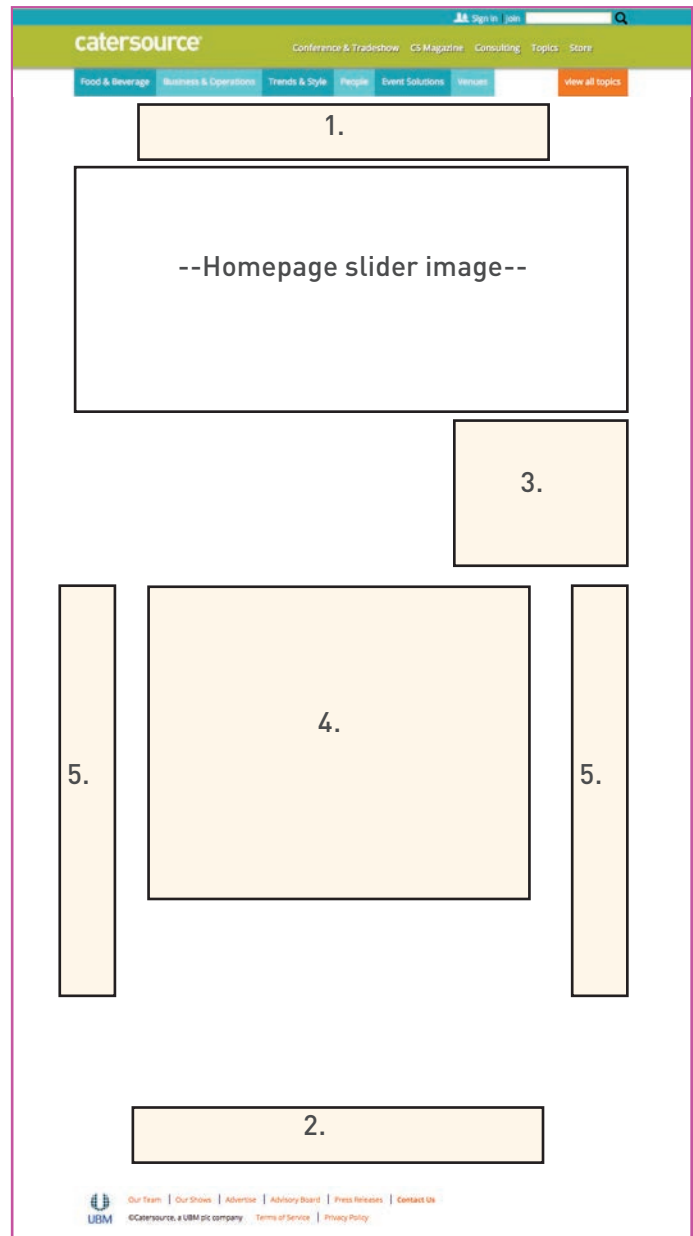 Sign in | join
catersource®
Conference & Tradeshow CS Magazine Consulting Topics Store
Food & Beverage Business & Operations Trends & Style People Event Solutions Venues view all topics
1.
--Homepage slider image--
3.
4.
5. 5.
2.
Our Team | Our Shows | Advertise | Advisory Board | Press Releases | Contact Us
UBM ©Catersource, a UBM plc company Terms of Service | Privacy Policy